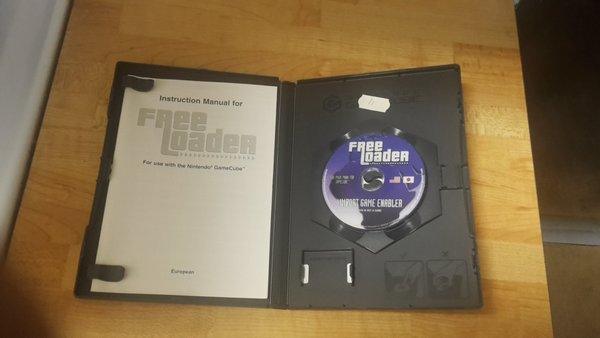 Instruction Manual for
FREE
LOADER
For use with the Nintendo GameCube™
European
FREE
LOADER
IMPORT GAME ENABLER